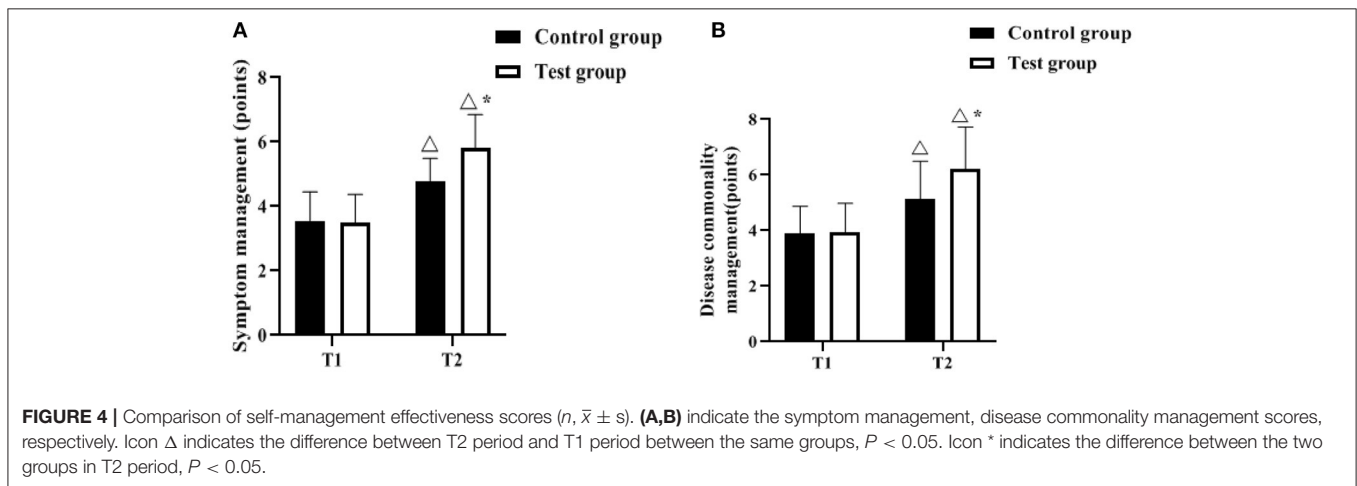 A
Control group
Test group
Symptom management (points)
8
6
4
2
0
△
△ *
T1
T2
B
Control group
Test group
Disease commonality
management(points)
8
6
4
2
0
△
△ *
T1
T2
FIGURE 4 | Comparison of self-management effectiveness scores (n, x̄ ± s). (A,B) indicate the symptom management, disease commonality management scores,
respectively. Icon Δ indicates the difference between T2 period and T1 period between the same groups, P < 0.05. Icon * indicates the difference between the two
groups in T2 period, P < 0.05.